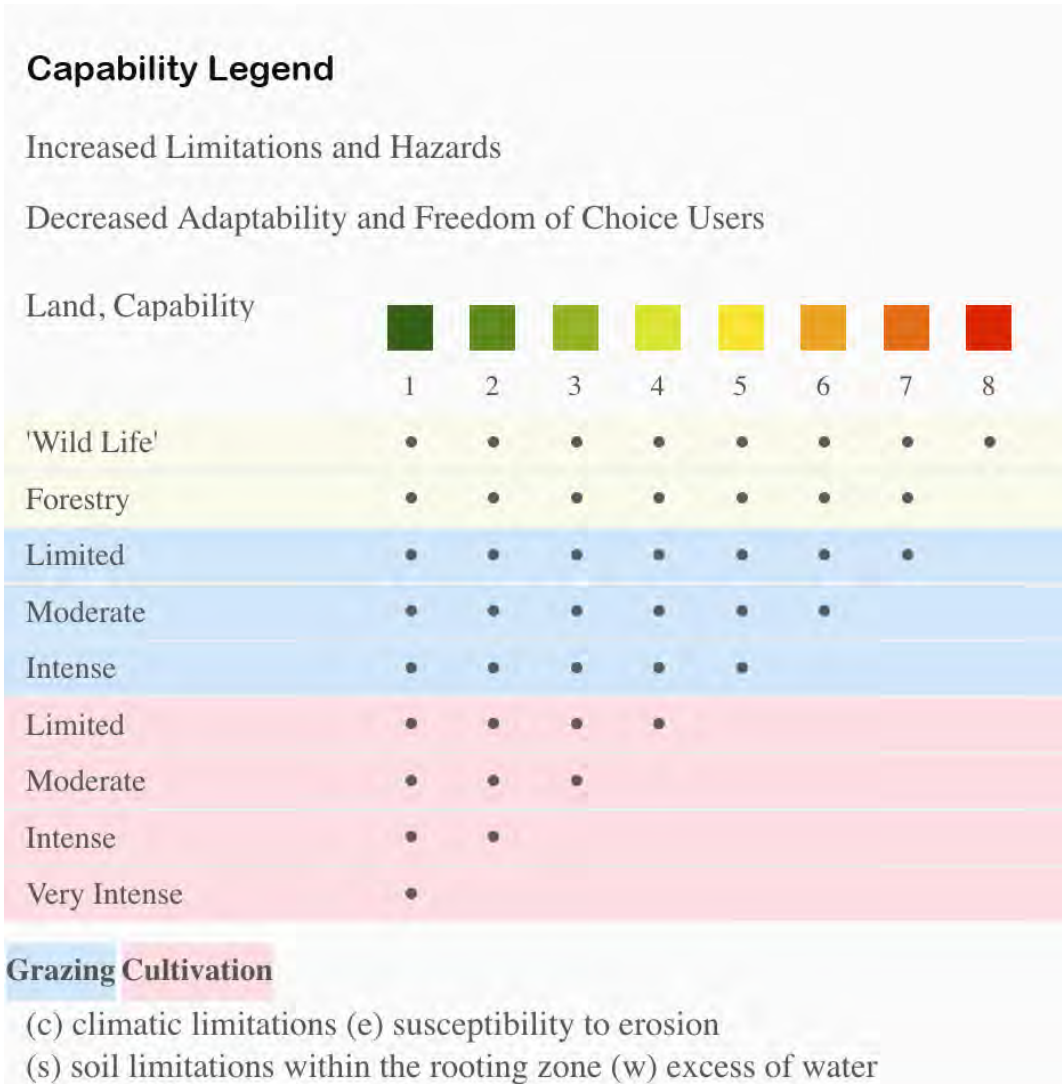 Capability Legend
Increased Limitations and Hazards
Decreased Adaptability and Freedom of Choice Users
Land, Capability
1 2 3 4 5 6 7 8
'Wild Life' • • • • • • • •
Forestry • • • • • • •
Limited • • • • • • •
Moderate • • • • • •
Intense • • • • •
Limited • • • •
Moderate • • •
Intense • •
Very Intense •
Grazing Cultivation
(c) climatic limitations (e) susceptibility to erosion
(s) soil limitations within the rooting zone (w) excess of water